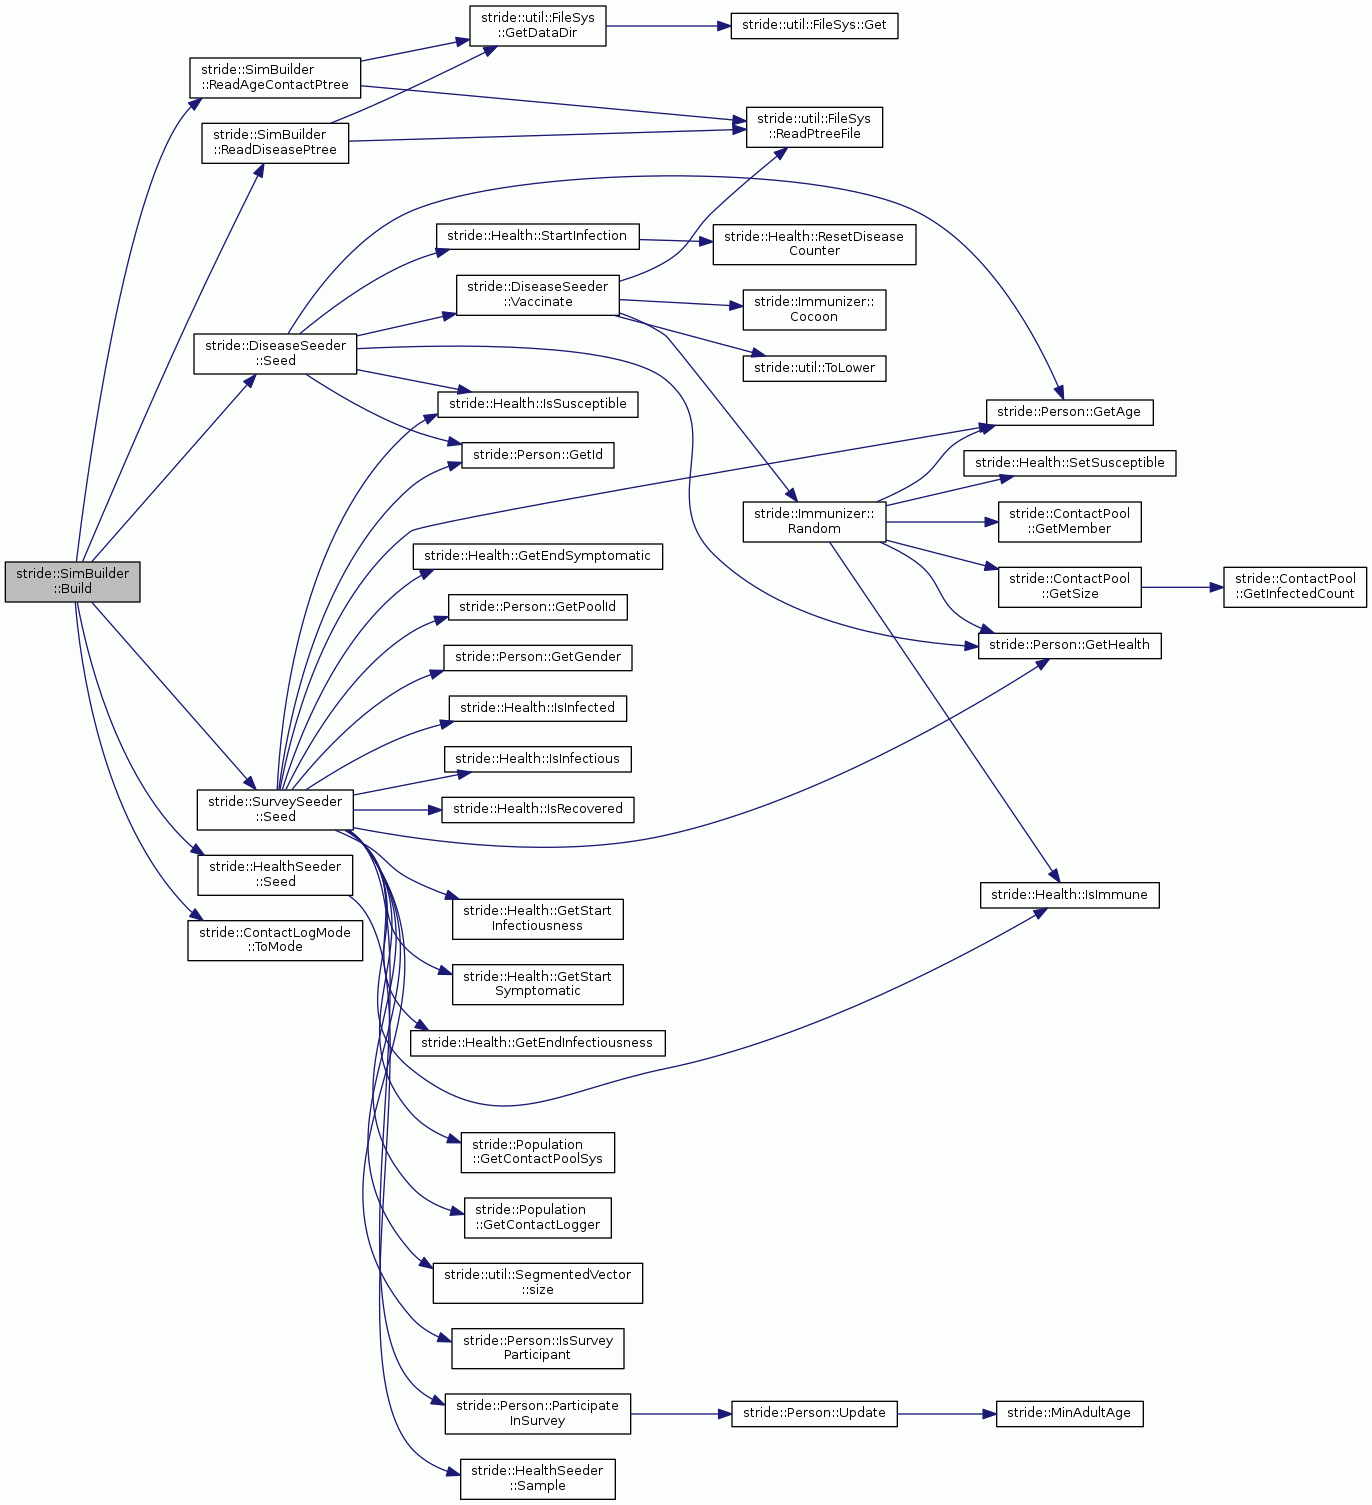 stride::util::FileSys
::GetDataDir
stride::util::FileSys::Get
stride::SimBuilder
::ReadAgeContactPtree
stride::util::FileSys
::ReadPtreeFile
stride::SimBuilder
::ReadDiseasePtree
stride::Health::StartInfection
stride::Health::ResetDisease
Counter
stride::DiseaseSeeder
::Vaccinate
stride::Immunizer::
Cocoon
stride::DiseaseSeeder
::Seed
stride::util::ToLower
stride::Health::IsSusceptible
stride::Person::GetAge
stride::Person::GetId
stride::Health::SetSusceptible
stride::Immunizer::
Random
stride::ContactPool
::GetMember
stride::Health::GetEndSymptomatic
stride::SimBuilder
::Build
stride::ContactPool
::GetSize
stride::ContactPool
::GetInfectedCount
stride::Person::GetPoolId
stride::Person::GetHealth
stride::Person::GetGender
stride::Health::IsInfected
stride::Health::IsInfectious
stride::SurveySeeder
::Seed
stride::Health::IsRecovered
stride::HealthSeeder
::Seed
stride::Health::IsImmune
stride::Health::GetStart
Infectiousness
stride::ContactLogMode
::ToMode
stride::Health::GetStart
Symptomatic
stride::Health::GetEndInfectiousness
stride::Population
::GetContactPoolSys
stride::Population
::GetContactLogger
stride::util::SegmentedVector
::size
stride::Person::IsSurvey
Participant
stride::Person::Participate
InSurvey
stride::Person::Update
stride::MinAdultAge
stride::HealthSeeder
::Sample